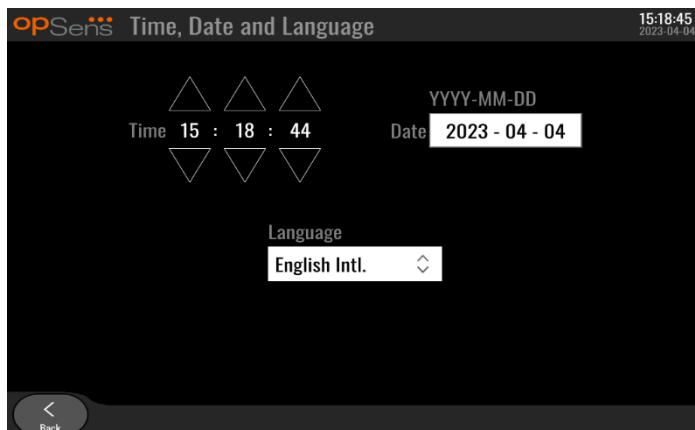 opSens Time, Date and Language
15:18:45
2023-04-04
YYYY-MM-DD
Time 15 : 18 : 44
Date 2023 - 04 - 04
Language
English Intl.
Back